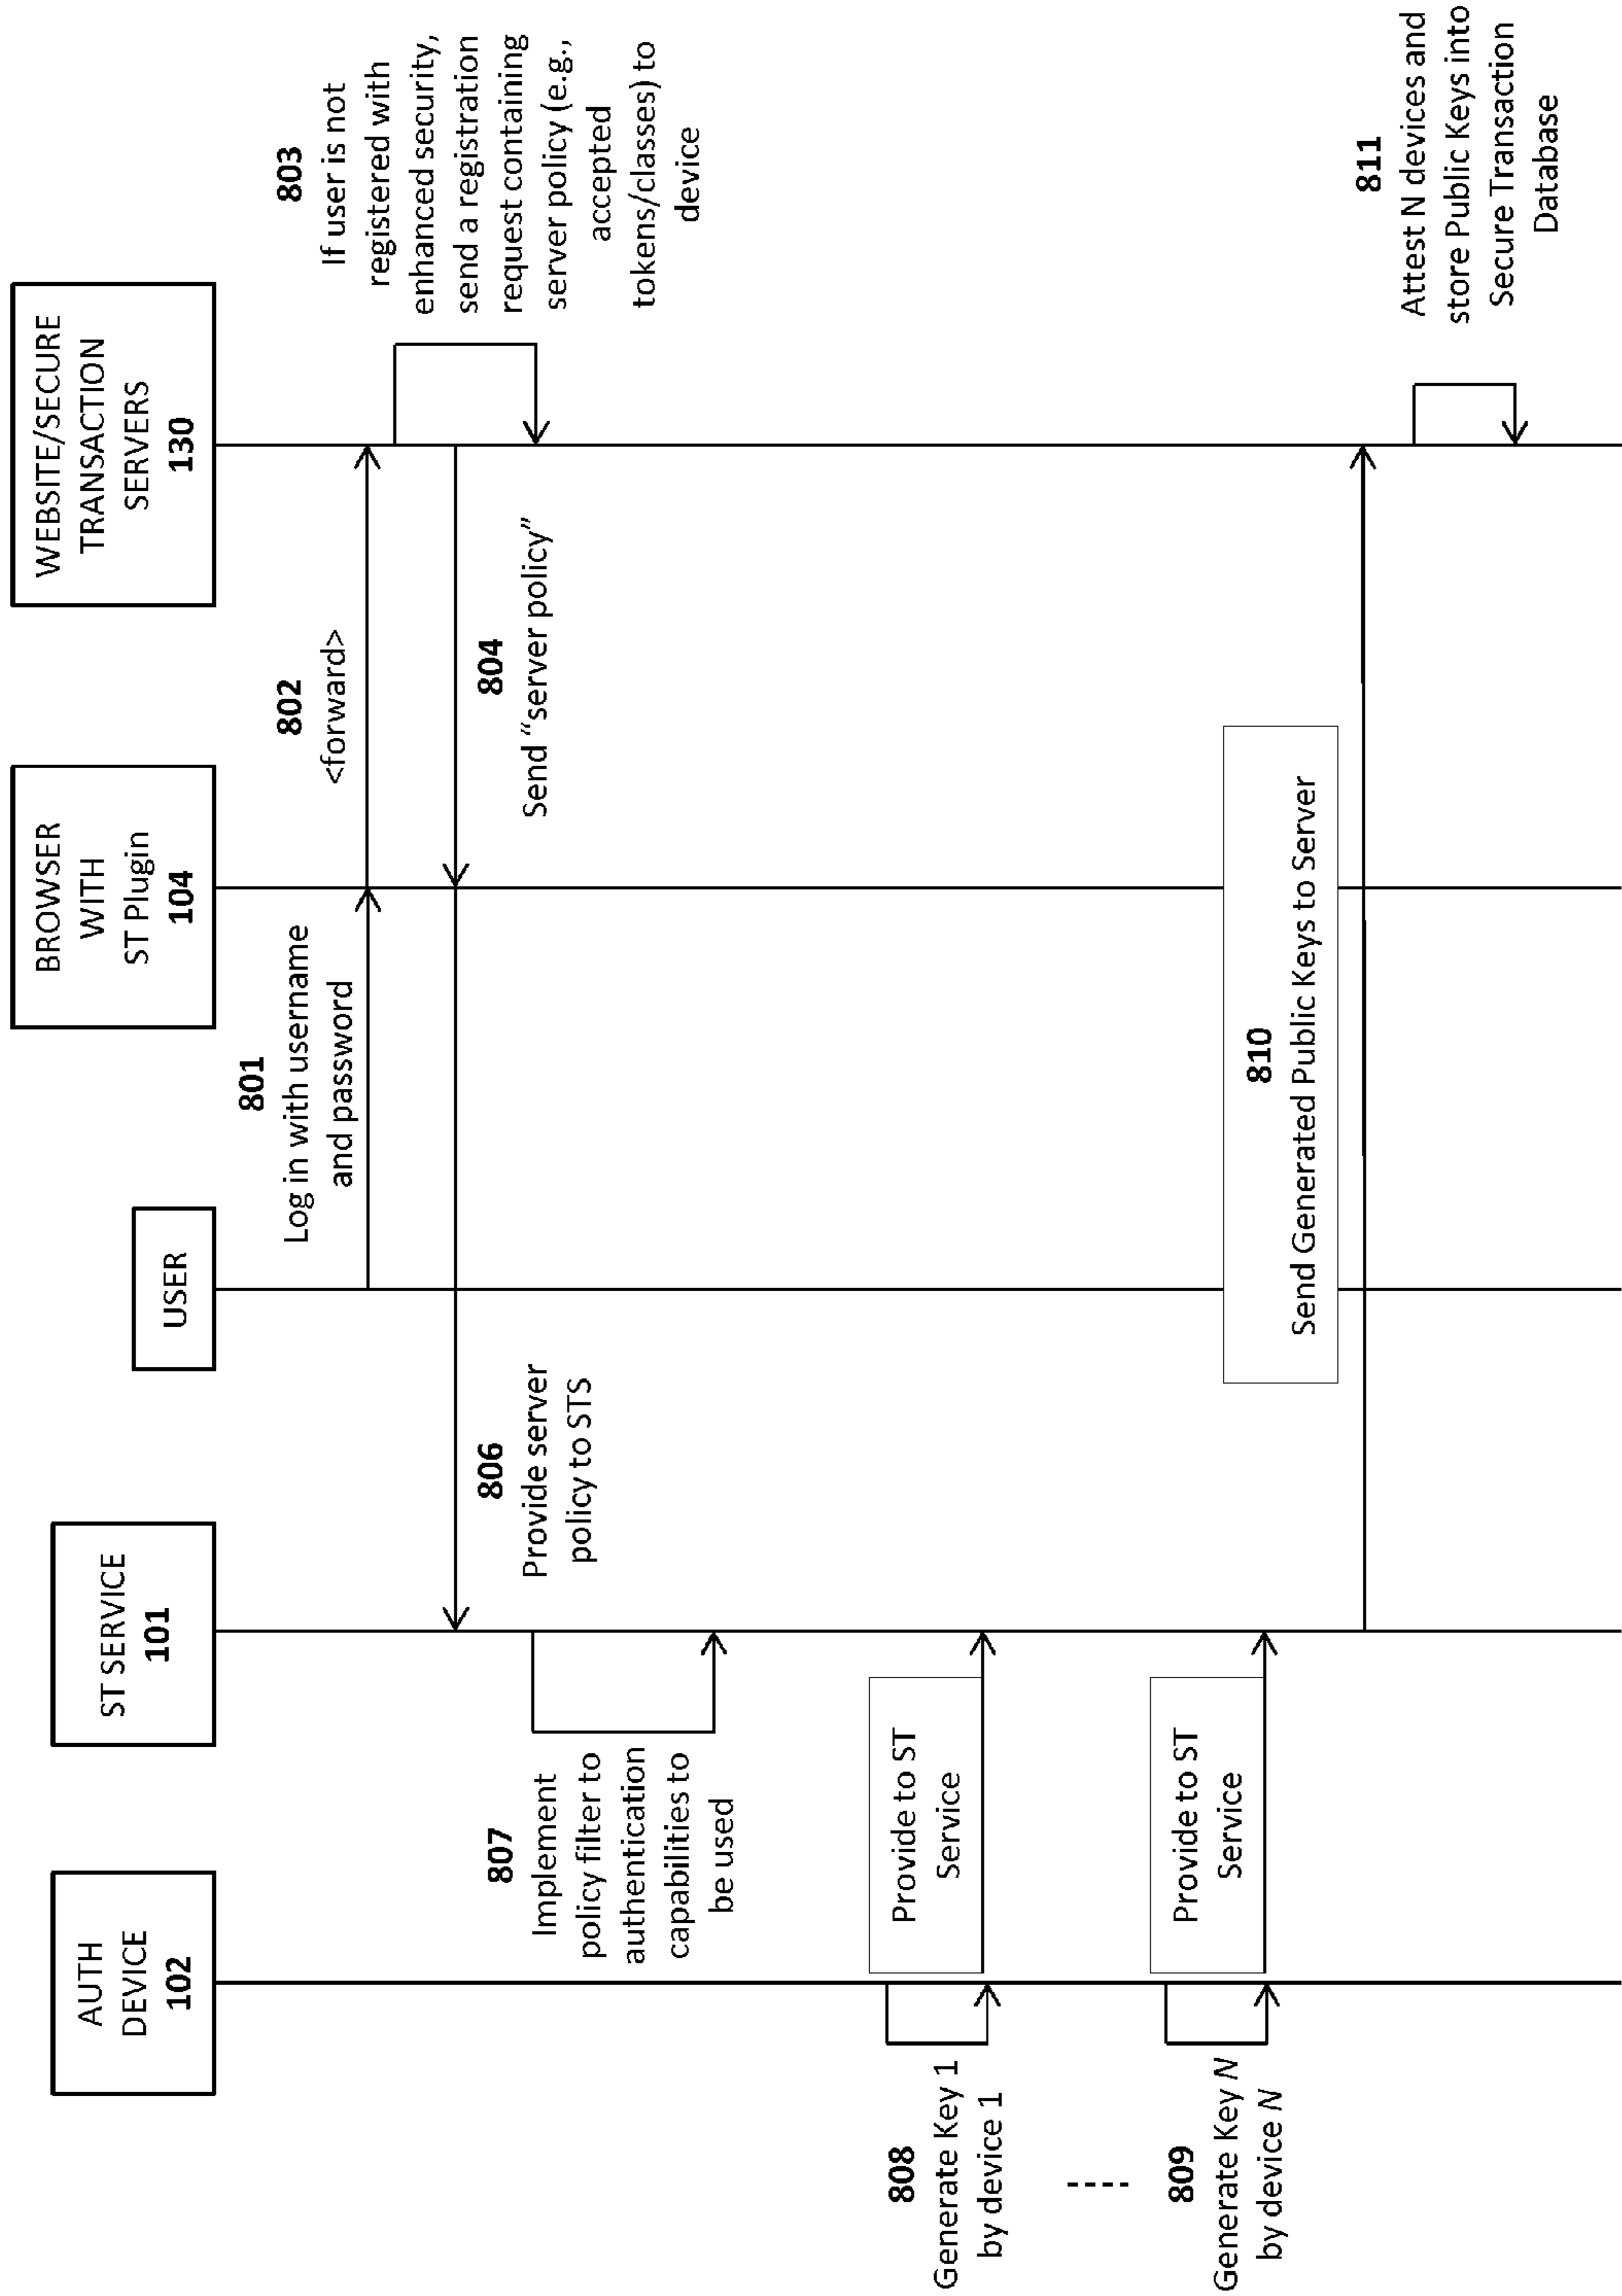 AUTH
DEVICE
102
ST SERVICE
101
USER
BROWSER
WITH
ST Plugin
104
WEBSITE/SECURE
TRANSACTION
SERVERS
130
801
Log in with username
and password
802
<forward>
803
If user is not
registered with
enhanced security,
send a registration
request containing
server policy (e.g.,
accepted
tokens/classes) to
device
804
Send “server policy”
806
Provide server
policy to STS
807
Implement
policy filter to
authentication
capabilities to
be used
808
Generate Key 1
by device 1
Provide to ST
Service
----
809
Generate Key N
by device N
Provide to ST
Service
810
Send Generated Public Keys to Server
811
Attest N devices and
store Public Keys into
Secure Transaction
Database